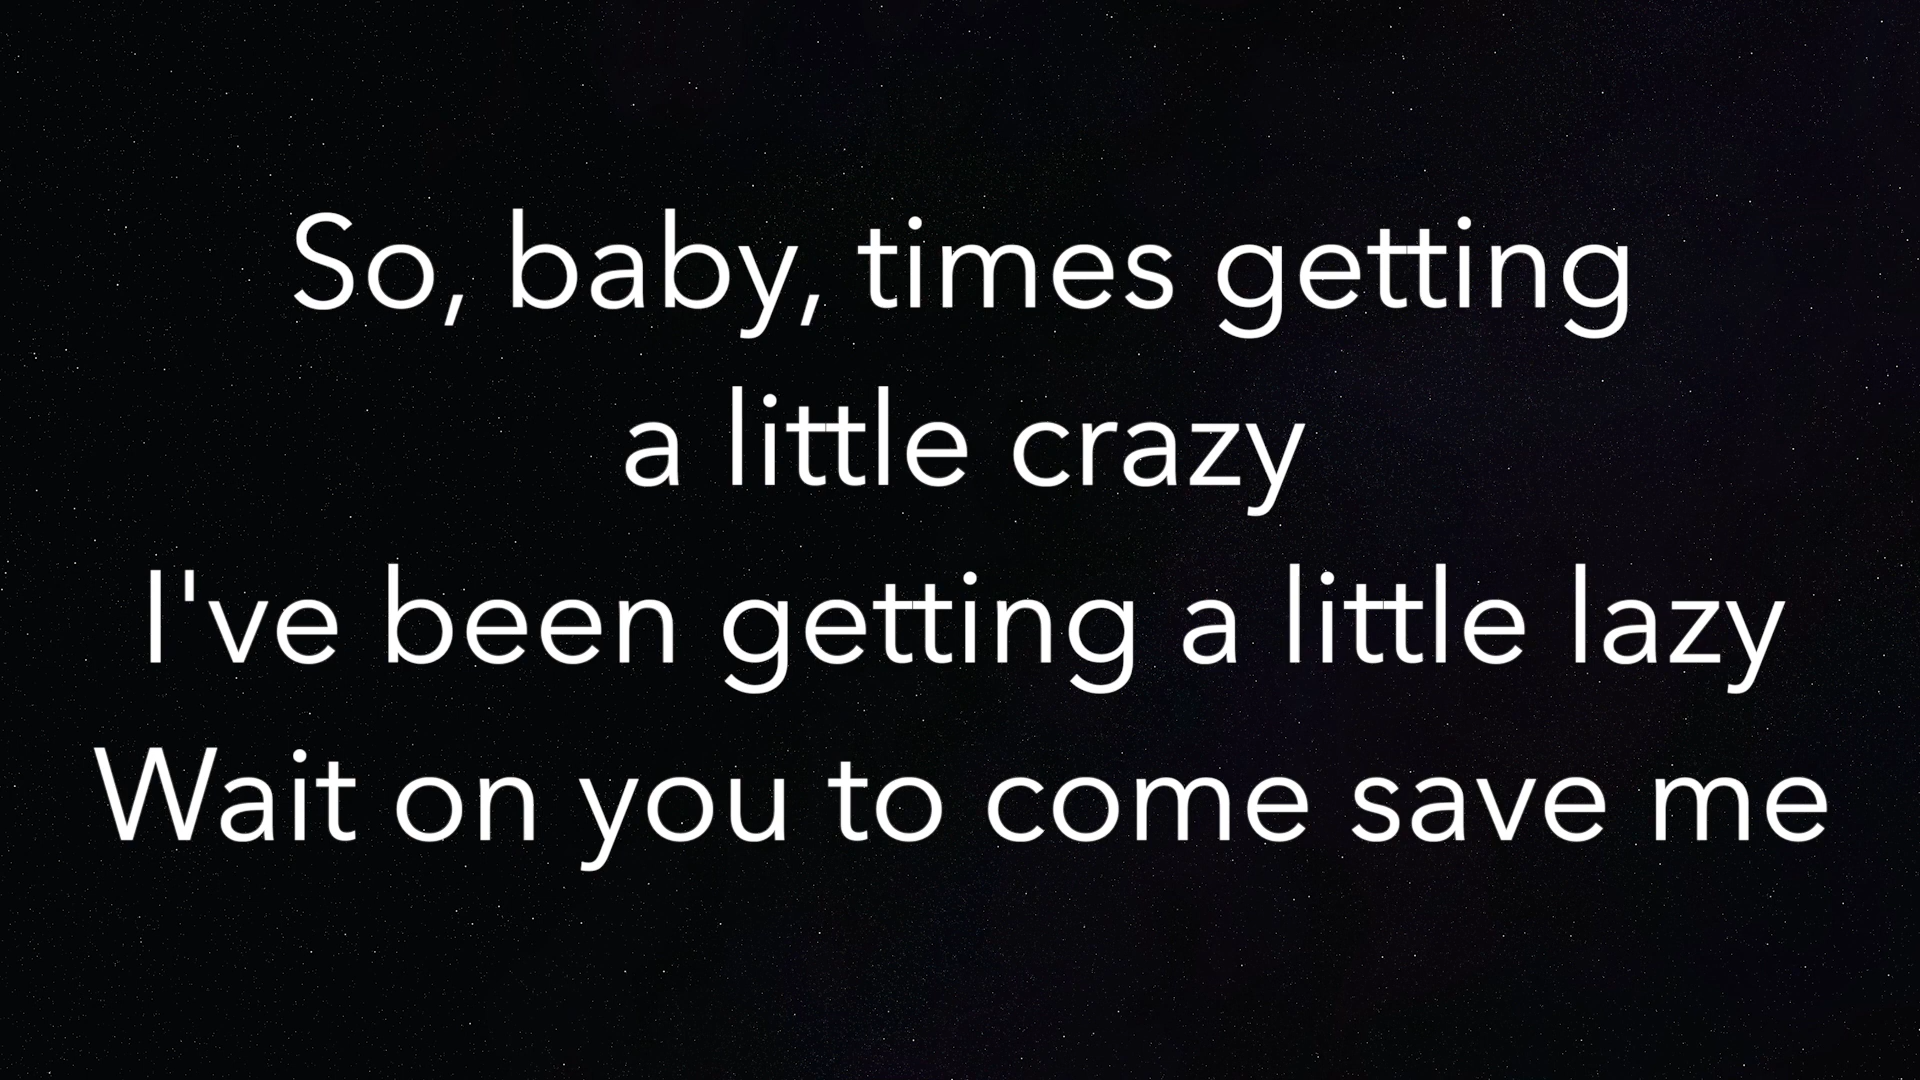 So, baby, times getting
a little crazy
I've been getting a little lazy
Wait on you to come save me